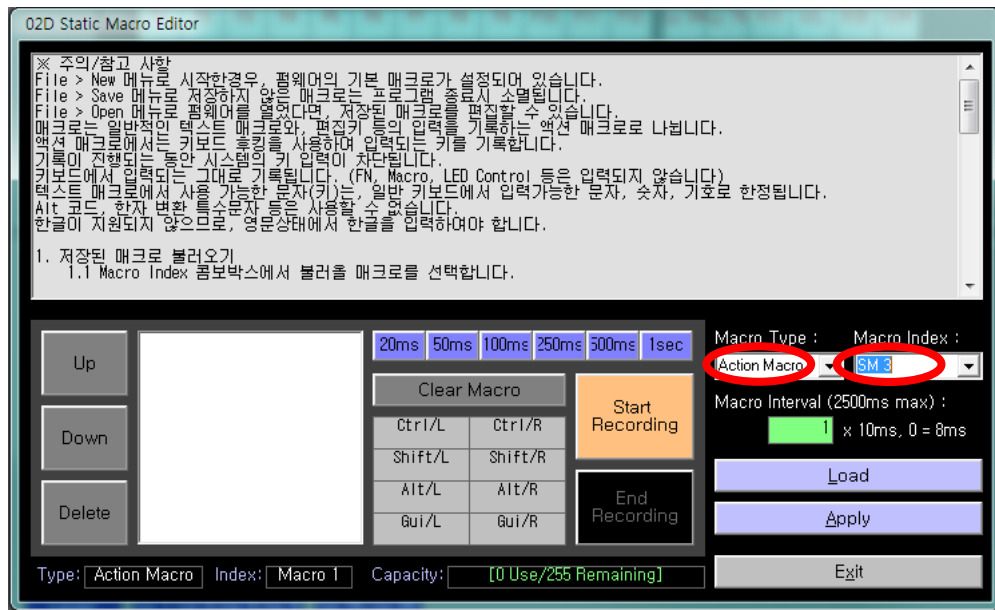 02D Static Macro Editor
※ 주의/참고 사항
File > New 메뉴로 시작한경우, 펌웨어의 기본 매크로가 설정되어 있습니다.
File > Save 메뉴로 저장하지 않은 매크로는 프로그램 종료시 소멸됩니다.
File > Open 메뉴로 펌웨어를 열었다면, 저장된 매크로를 편집할 수 있습니다.
매크로는 일반적인 텍스트 매크로와, 편집키 등의 입력을 기록하는 액션 매크로로 나뉩니다.
액션 매크로에서는 키보드 후킹을 사용하여 입력되는 키를 기록합니다.
기록이 진행되는 동안 시스템의 키 입력이 차단됩니다.
키보드에서 입력되는 그대로 기록됩니다. (FN, Macro, LED Control 등은 입력되지 않습니다)
텍스트 매크로에서 사용 가능한 문자(키)는, 일반 키보드에서 입력가능한 문자, 숫자, 기호로 한정됩니다.
Alt 코드, 한자 변환 특수문자 등은 사용할 수 없습니다.
한글이 지원되지 않으므로, 영문상태에서 한글을 입력하여야 합니다.
1. 저장된 매크로 불러오기
1.1 Macro Index 콤보박스에서 불러올 매크로를 선택합니다.
Up
Down
Delete
20ms 50ms 100ms 250ms 500ms 1sec
Clear Macro
Ctrl/L Ctrl/R
Shift/L Shift/R
Alt/L Alt/R
Gui/L Gui/R
Start
Recording
End
Recording
Macro Type : Macro Index :
Action Macro SM 3
Macro Interval (2500ms max) :
1 x 10ms, 0 = 8ms
Load
Apply
Exit
Type: Action Macro Index: Macro 1 Capacity: [0 Use/255 Remaining]